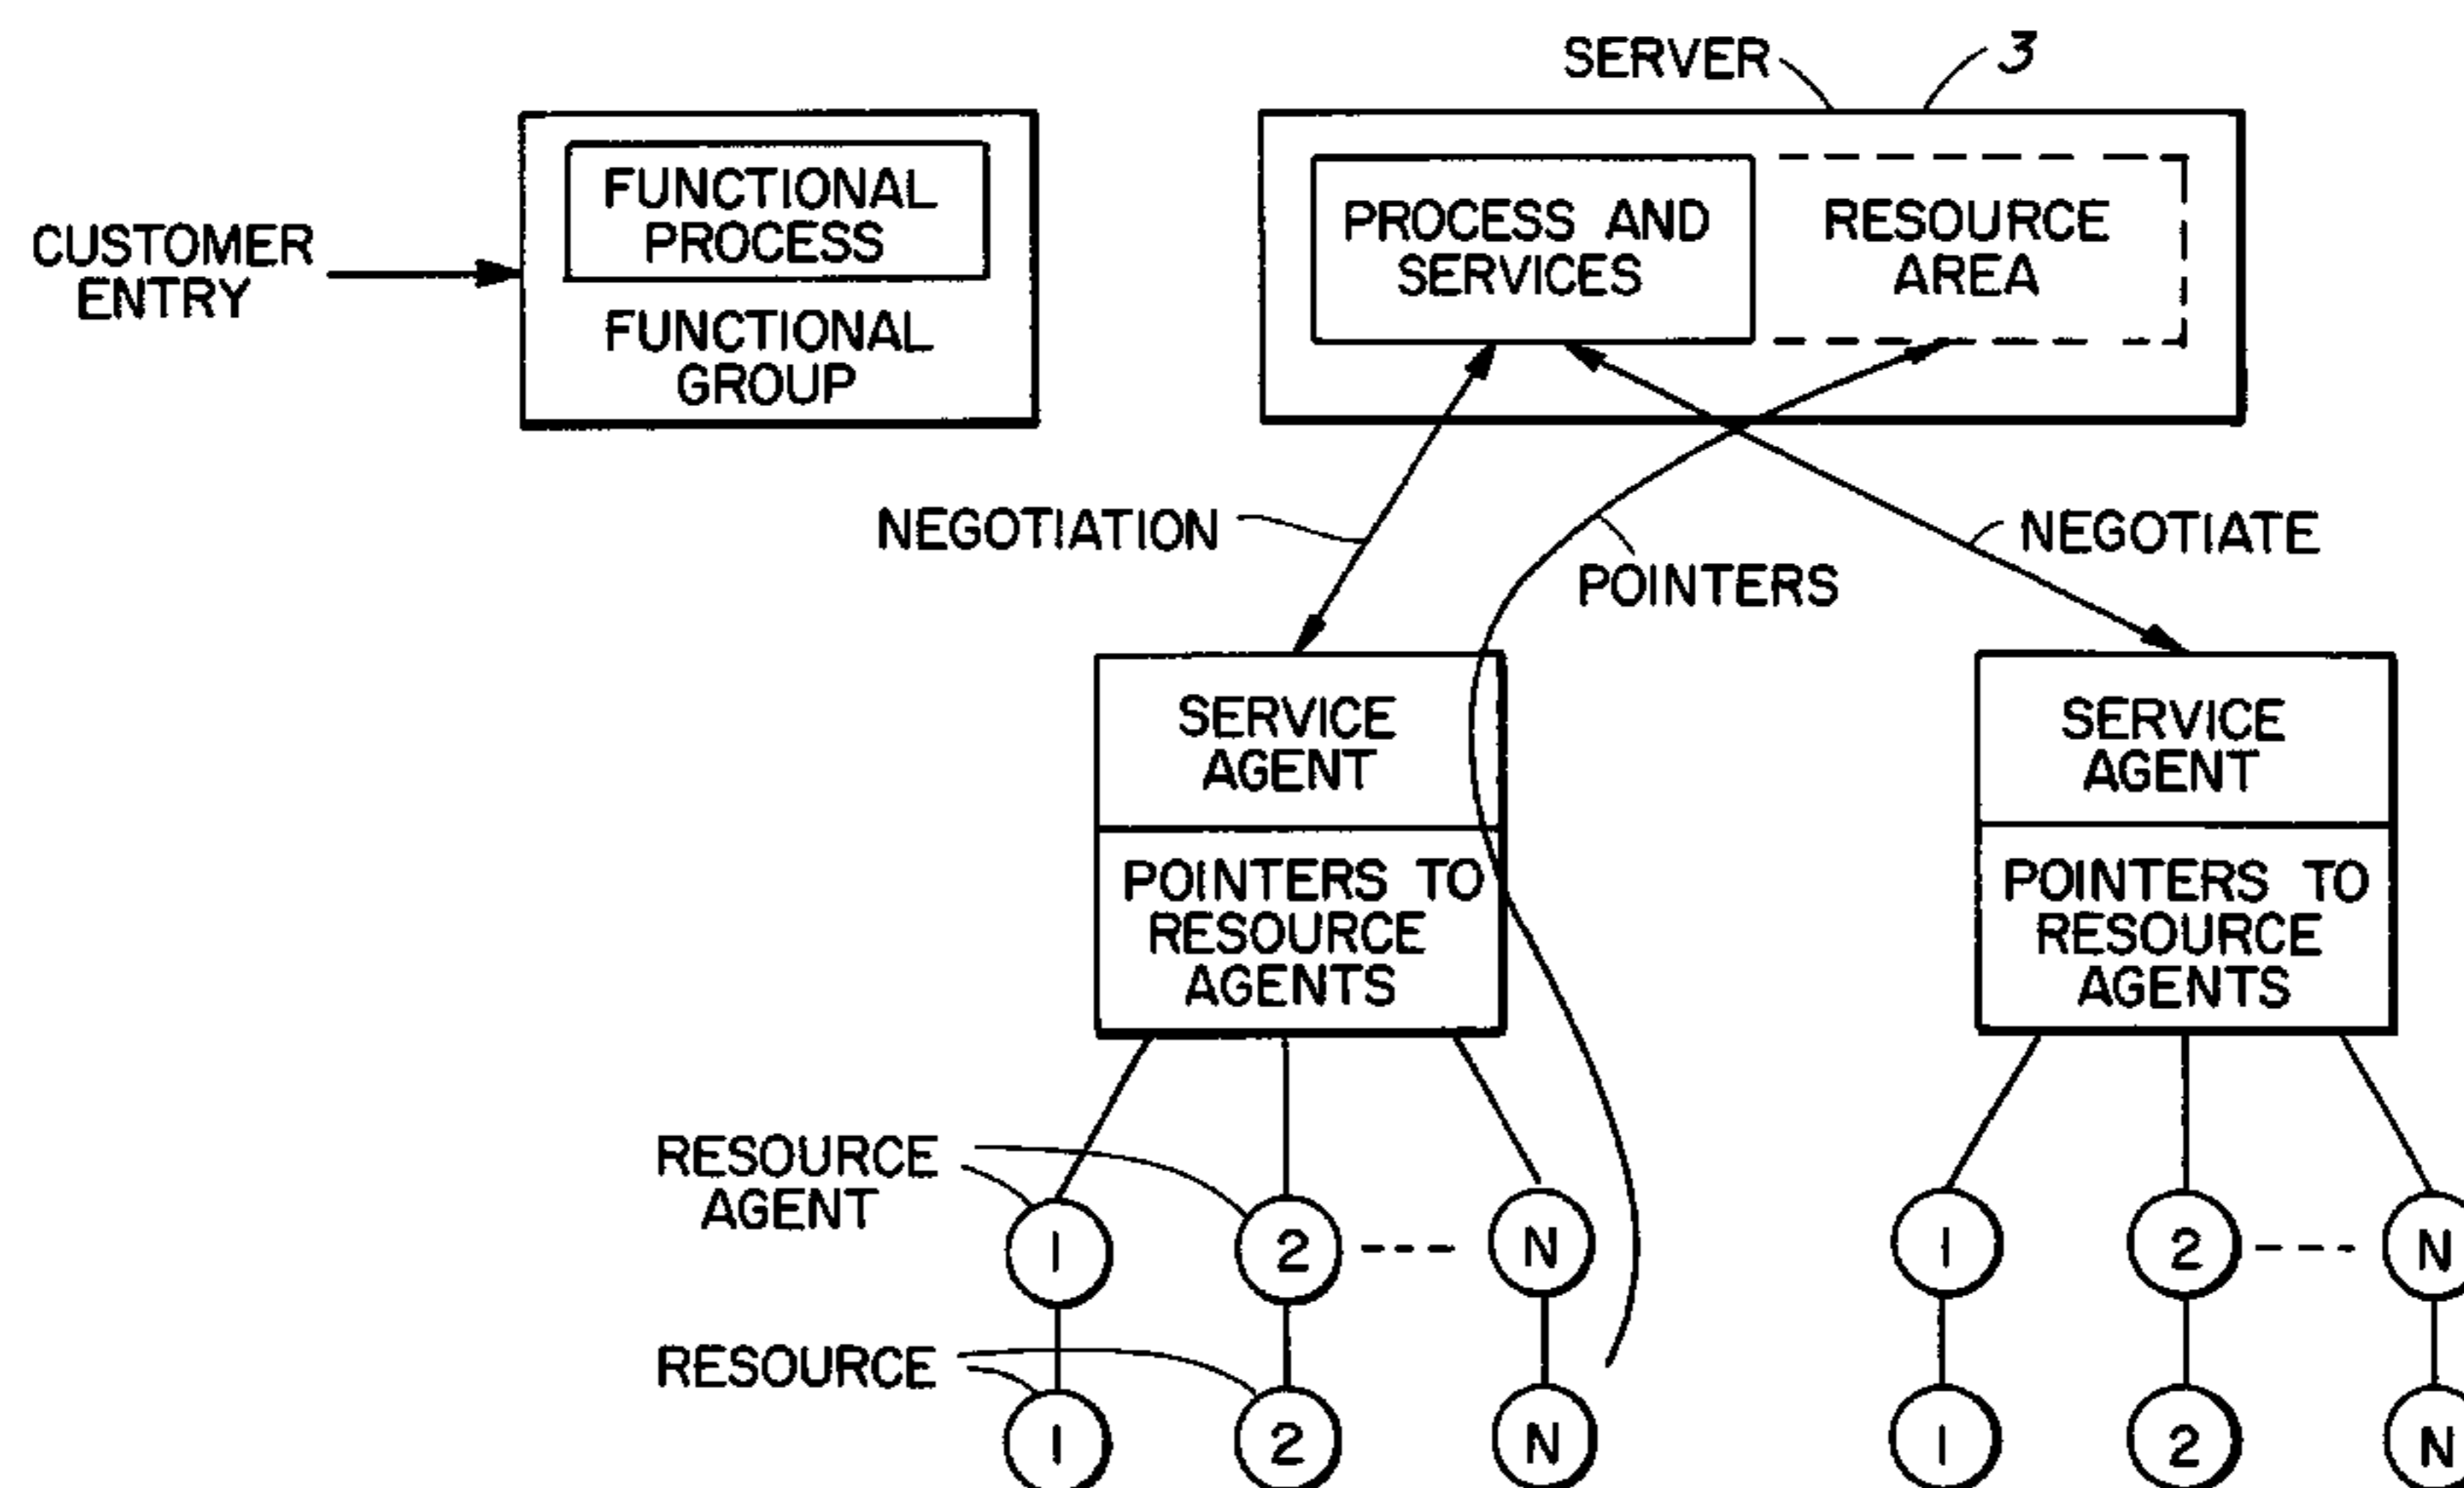 SERVER
3
FUNCTIONAL
PROCESS
FUNCTIONAL
GROUP
CUSTOMER
ENTRY
PROCESS AND
SERVICES
RESOURCE
AREA
NEGOTIATION
POINTERS
NEGOTIATE
SERVICE
AGENT
POINTERS TO
RESOURCE
AGENTS
SERVICE
AGENT
POINTERS TO
RESOURCE
AGENTS
RESOURCE
AGENT
1
2
N
1
2
N
RESOURCE
1
2
N
1
2
N